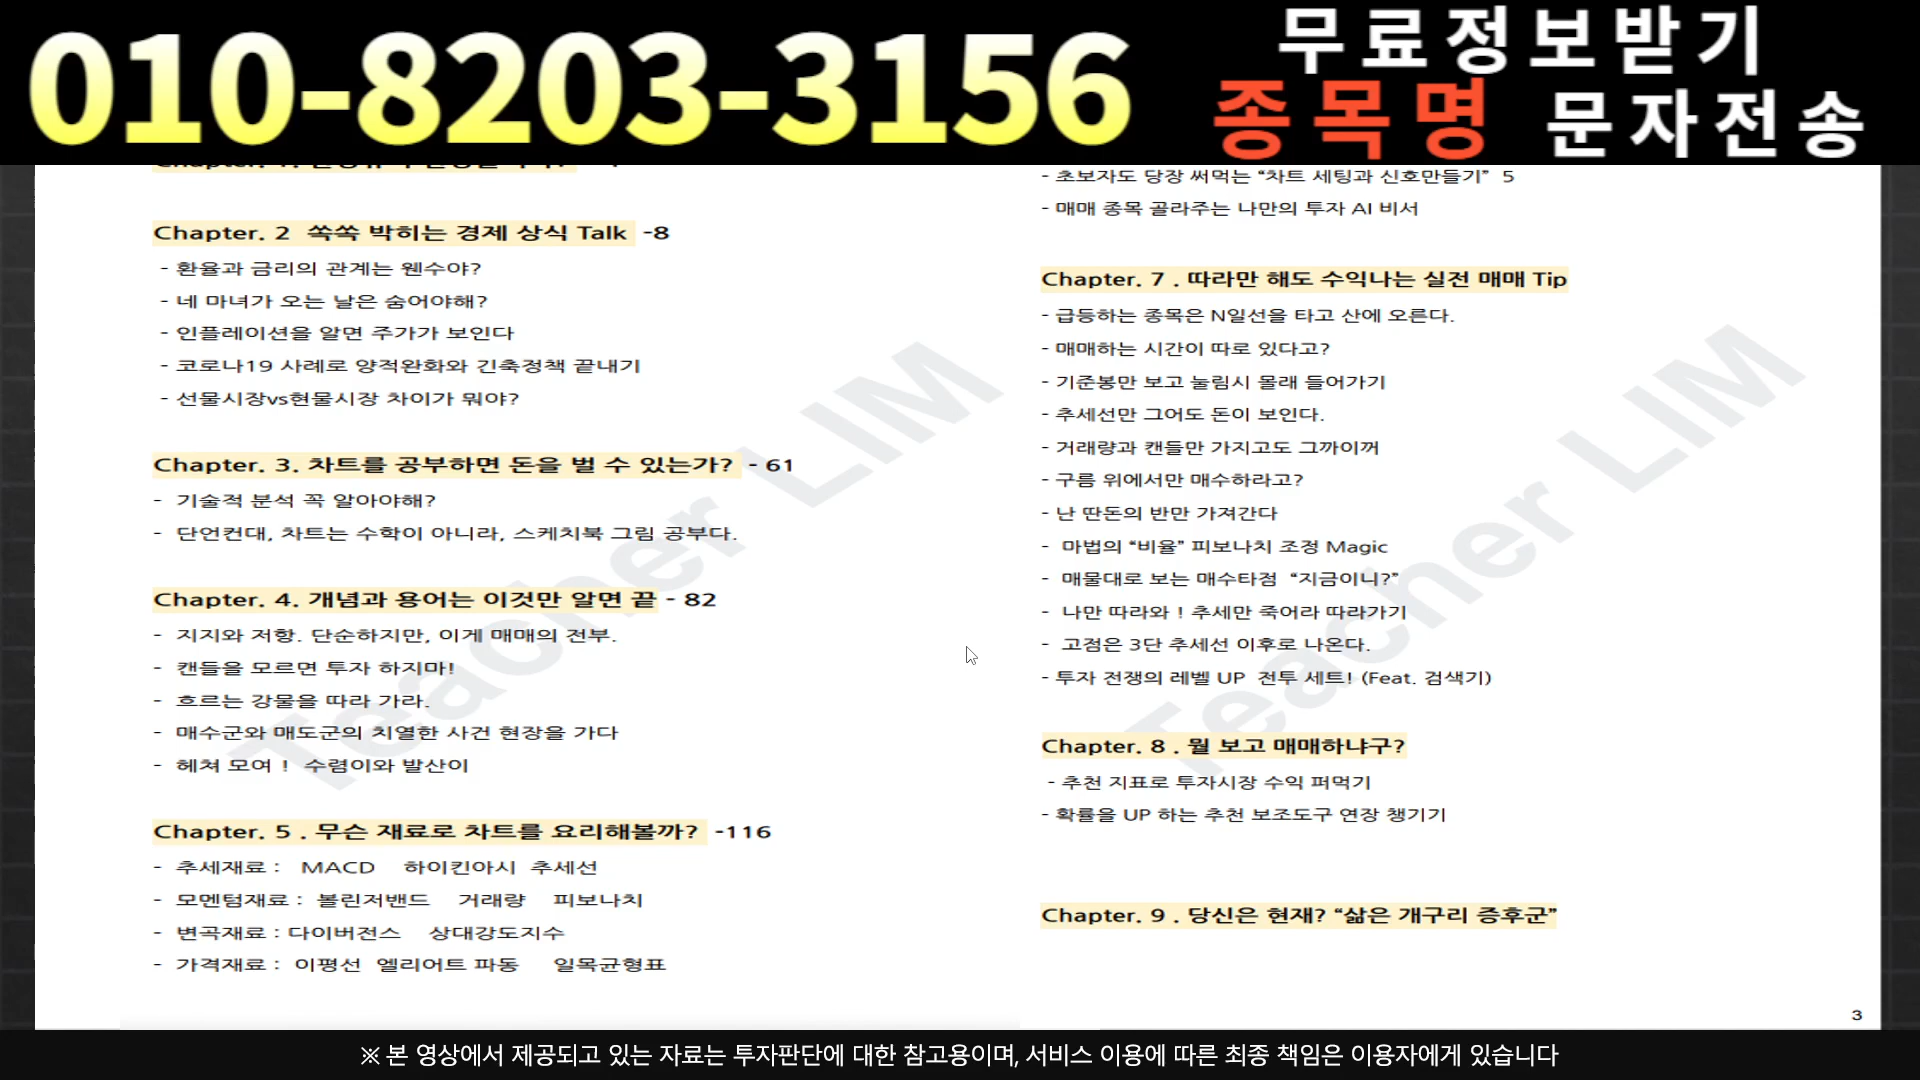 010-8203-3156
무료정보받기
종목명 문자전송
Chapter. 2 쏙쏙 박히는 경제 상식 Talk -8
- 환율과 금리의 관계는 웬수야?
- 네 마녀가 오는 날은 숨어야해?
- 인플레이션을 알면 주가가 보인다
- 코로나19 사례로 양적완화와 긴축정책 끝내기
- 선물시장vs현물시장 차이가 뭐야?
Chapter. 3. 차트를 공부하면 돈을 벌 수 있는가? - 61
- 기술적 분석 꼭 알아야해?
- 단언컨대, 차트는 수학이 아니라, 스케치북 그림 공부다.
Chapter. 4. 개념과 용어는 이것만 알면 끝 - 82
- 지지와 저항. 단순하지만, 이게 매매의 전부.
- 캔들을 모르면 투자 하지마!
- 흐르는 강물을 따라 가라.
- 매수군와 매도군의 치열한 사건 현장을 가다
- 헤쳐 모여 ! 수렴이와 발산이
Chapter. 5 . 무슨 재료로 차트를 요리해볼까? -116
- 추세재료 : MACD 하이킨아시 추세선
- 모멘텀재료 : 볼린저밴드 거래량 피보나치
- 변곡재료 : 다이버전스 상대강도지수
- 가격재료 : 이평선 엘리어트 파동 일목균형표
- 초보자도 당장 써먹는 “차트 세팅과 신호만들기” 5
- 매매 종목 골라주는 나만의 투자 AI 비서
Chapter. 7 . 따라만 해도 수익나는 실전 매매 Tip
- 급등하는 종목은 N일선을 타고 산에 오른다.
- 매매하는 시간이 따로 있다고?
- 기준봉만 보고 눌림시 몰래 들어가기
- 추세선만 그어도 돈이 보인다.
- 거래량과 캔들만 가지고도 그까이꺼
- 구름 위에서만 매수하라고?
- 난 딴돈의 반만 가져간다
- 마법의 “비율” 피보나치 조정 Magic
- 매물대로 보는 매수타점 “지금이니?”
- 나만 따라와 ! 추세만 죽어라 따라가기
- 고점은 3단 추세선 이후로 나온다.
- 투자 전쟁의 레벨 UP 전투 세트! (Feat. 검색기)
Chapter. 8 . 뭘 보고 매매하냐구?
- 추천 지표로 투자시장 수익 퍼먹기
- 확률을 UP 하는 추천 보조도구 연장 챙기기
Chapter. 9 . 당신은 현재? “삶은 개구리 증후군”
Teacher LIM
Teacher LIM
3
※ 본 영상에서 제공되고 있는 자료는 투자판단에 대한 참고용이며, 서비스 이용에 따른 최종 책임은 이용자에게 있습니다